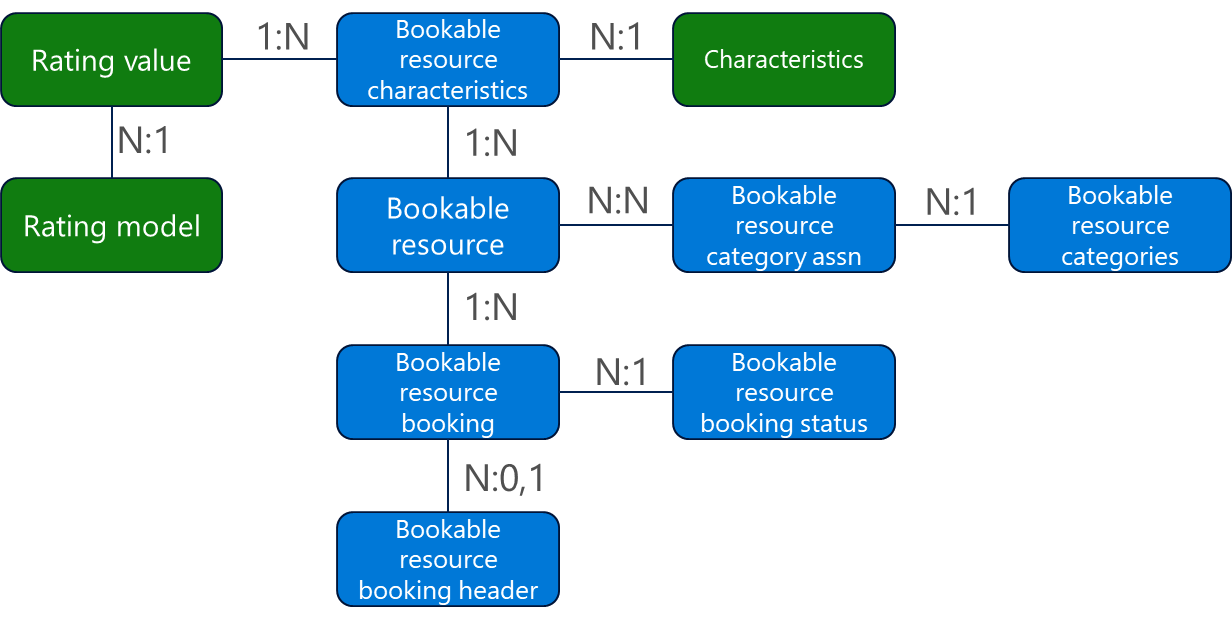 Rating value
1:N
Bookable
resource
characteristics
N:1
Characteristics
N:1
1:N
Rating model
Bookable
resource
N:N
Bookable
resource
category assn
N:1
Bookable
resource
categories
1:N
Bookable
resource
booking
N:1
Bookable
resource
booking status
N:0,1
Bookable
resource
booking header